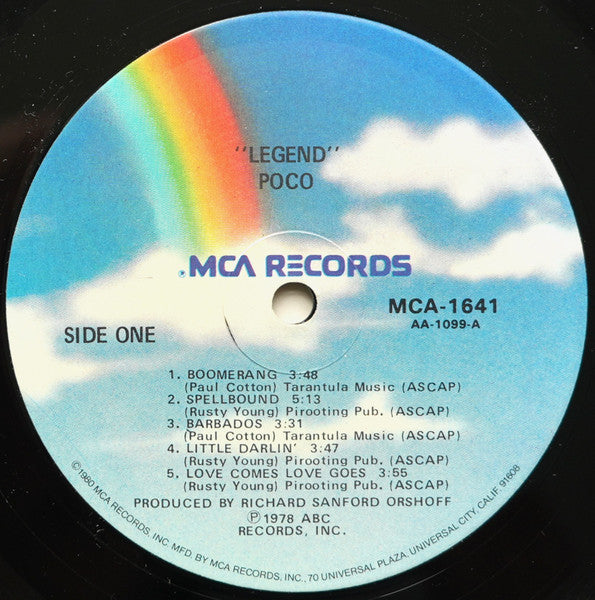 "LEGEND"
POCO
MCA RECORDS
MCA-1641
AA-1099-A
SIDE ONE
1. BOOMERANG 3:48
(Paul Cotton) Tarantula Music (ASCAP)
2. SPELLBOUND 5:13
(Rusty Young) Pirooting Pub. (ASCAP)
3. BARBADOS 3:31
(Paul Cotton) Tarantula Music (ASCAP)
4. LITTLE DARLIN' 3:47
(Rusty Young) Pirooting Pub. (ASCAP)
5. LOVE COMES LOVE GOES 3:55
(Rusty Young) Pirooting Pub. (ASCAP)
PRODUCED BY RICHARD SANFORD ORSHOFF
℗ 1978 ABC
RECORDS, INC.
©1980 MCA RECORDS, INC. MFD. BY MCA RECORDS, INC., 70 UNIVERSAL PLAZA, UNIVERSAL CITY, CALIF. 91608